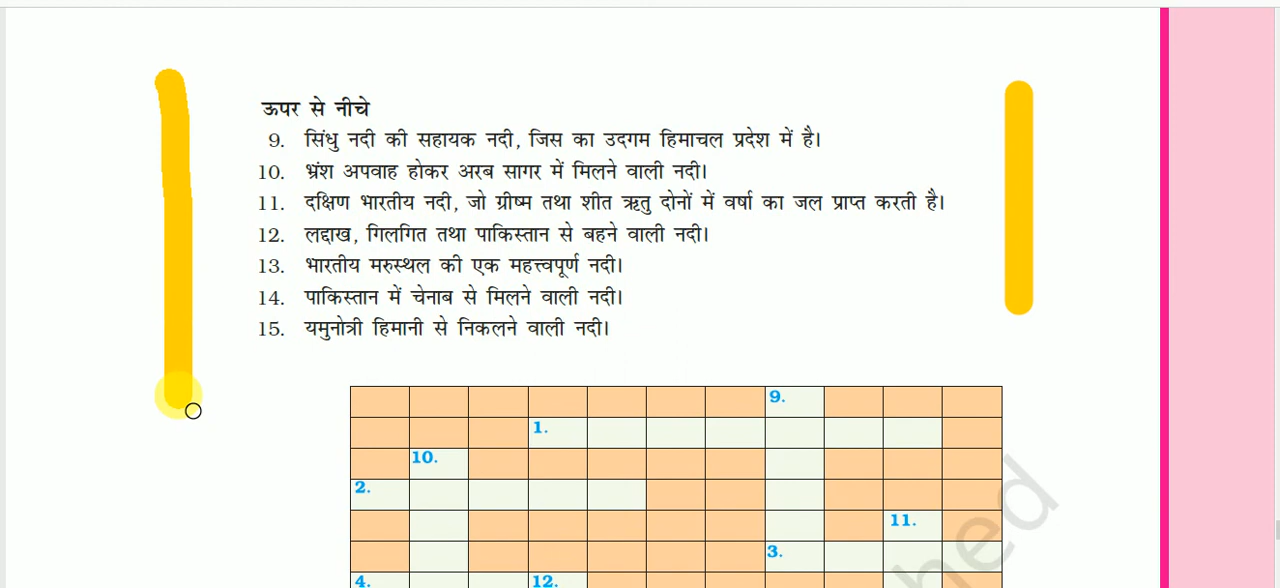 ऊपर से नीचे
9. सिंधु नदी की सहायक नदी, जिस का उदगम हिमाचल प्रदेश में है।
10. भ्रंश अपवाह होकर अरब सागर में मिलने वाली नदी।
11. दक्षिण भारतीय नदी, जो ग्रीष्म तथा शीत ऋतु दोनों में वर्षा का जल प्राप्त करती है।
12. लद्दाख, गिलगित तथा पाकिस्तान से बहने वाली नदी।
13. भारतीय मरुस्थल की एक महत्त्वपूर्ण नदी।
14. पाकिस्तान में चेनाब से मिलने वाली नदी।
15. यमुनोत्री हिमानी से निकलने वाली नदी।
9.
1.
10.
2.
11.
3.
4. 12.
hed